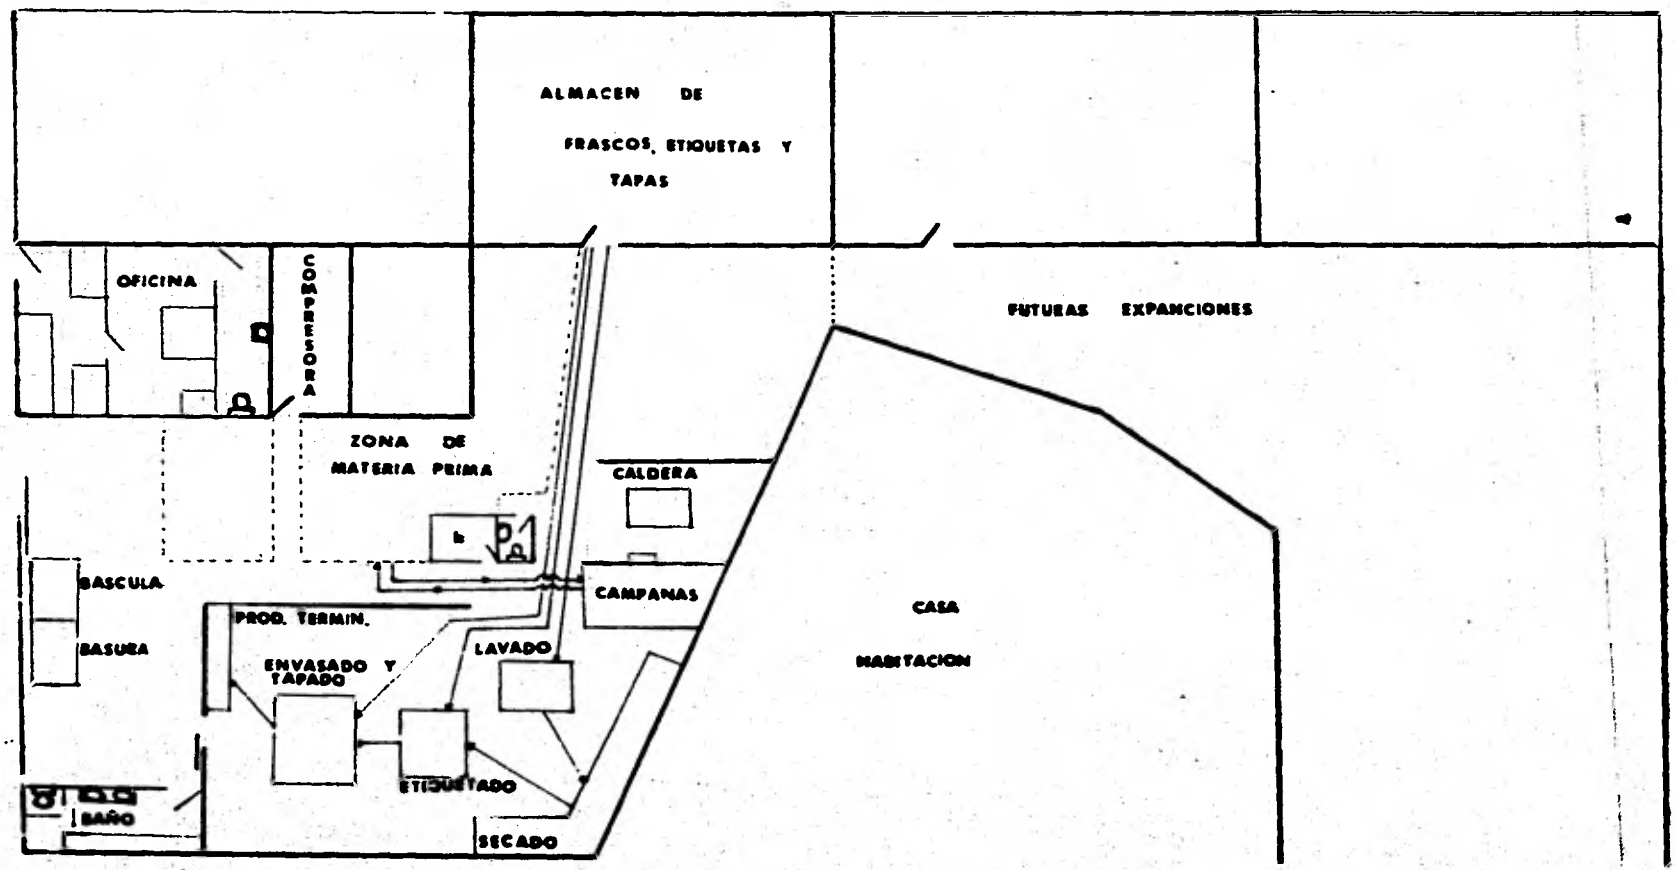 ALMACEN DE
FRASCOS, ETIQUETAS Y
TAPAS
OFICINA
COMPRESORA
FUTURAS EXPANCIONES
ZONA DE
MATERIA PRIMA
CALDERA
BASCULA
CAMPANAS
CASA
HABITACION
PROD. TERMIN.
BASURA
LAVADO
ENVASADO Y
TAPADO
ETIQUETADO
BAÑO
SECADO